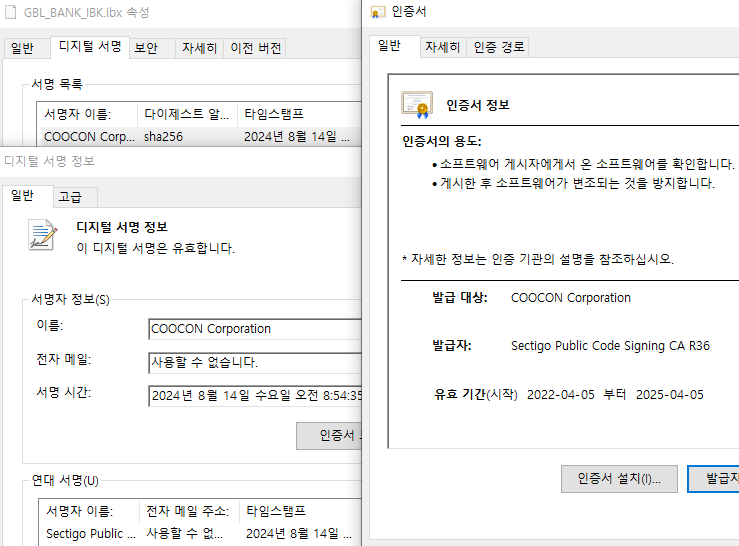 GBL_BANK_IBK.ibx 속성
일반 디지털 서명 보안 자세히 이전 버전
서명 목록
서명자 이름: 다이제스트 알... 타임스탬프
COOCON Corp... sha256 2024년 8월 14일 ...
디지털 서명 정보
일반 고급
디지털 서명 정보
이 디지털 서명은 유효합니다.
서명자 정보(S)
이름: COOCON Corporation
전자 메일: 사용할 수 없습니다.
서명 시간: 2024년 8월 14일 수요일 오전 8:54:35
인증서
연대 서명(U)
서명자 이름: 전자 메일 주소: 타임스탬프
Sectigo Public ... 사용할 수 없... 2024년 8월 14일 ...
인증서
일반 자세히 인증 경로
인증서 정보
인증서의 용도:
• 소프트웨어 게시자에게서 온 소프트웨어를 확인합니다.
• 게시한 후 소프트웨어가 변조되는 것을 방지합니다.
* 자세한 정보는 인증 기관의 설명을 참조하십시오.
발급 대상: COOCON Corporation
발급자: Sectigo Public Code Signing CA R36
유효 기간(시작) 2022-04-05 부터 2025-04-05
인증서 설치(I)... 발급자